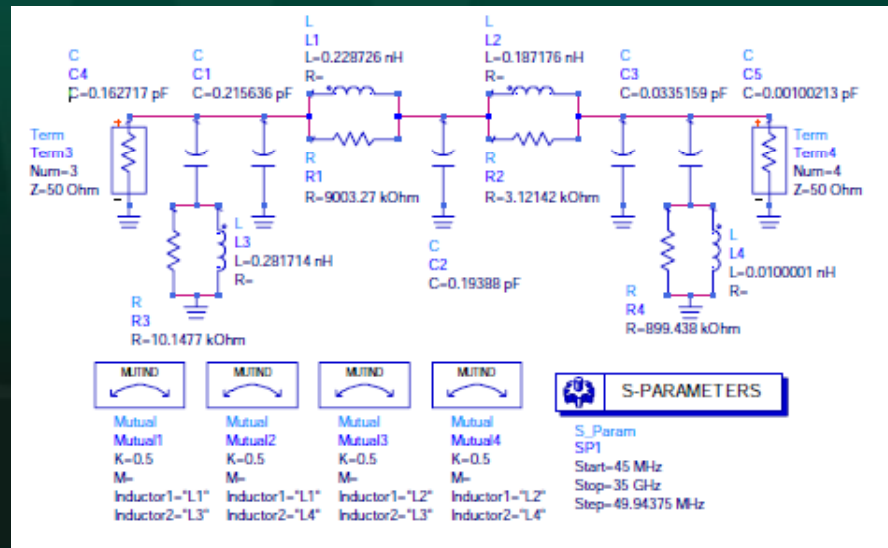 L
L1
L=0.228726 nH
R=
L
L2
L=0.187176 nH
R=
C
C4
C=0.162717 pF
C
C1
C=0.215636 pF
C
C3
C=0.0335159 pF
C
C5
C=0.00100213 pF
Term
Term3
Num=3
Z=50 Ohm
+
-
R
R1
R=9003.27 kOhm
R
R2
R=3.12142 kOhm
+
-
Term
Term4
Num=4
Z=50 Ohm
L
L3
L=0.281714 nH
R=
C
C2
C=0.19388 pF
L
L4
L=0.0100001 nH
R=
R
R3
R=10.1477 kOhm
R
R4
R=899.438 kOhm
MUTIND
MUTIND
MUTIND
MUTIND
S-PARAMETERS
Mutual
Mutual1
K=0.5
M=
Inductor1="L1"
Inductor2="L3"
Mutual
Mutual2
K=0.5
M=
Inductor1="L1"
Inductor2="L4"
Mutual
Mutual3
K=0.5
M=
Inductor1="L2"
Inductor2="L3"
Mutual
Mutual4
K=0.5
M=
Inductor1="L2"
Inductor2="L4"
S_Param
SP1
Start=45 MHz
Stop=35 GHz
Step=49.94375 MHz